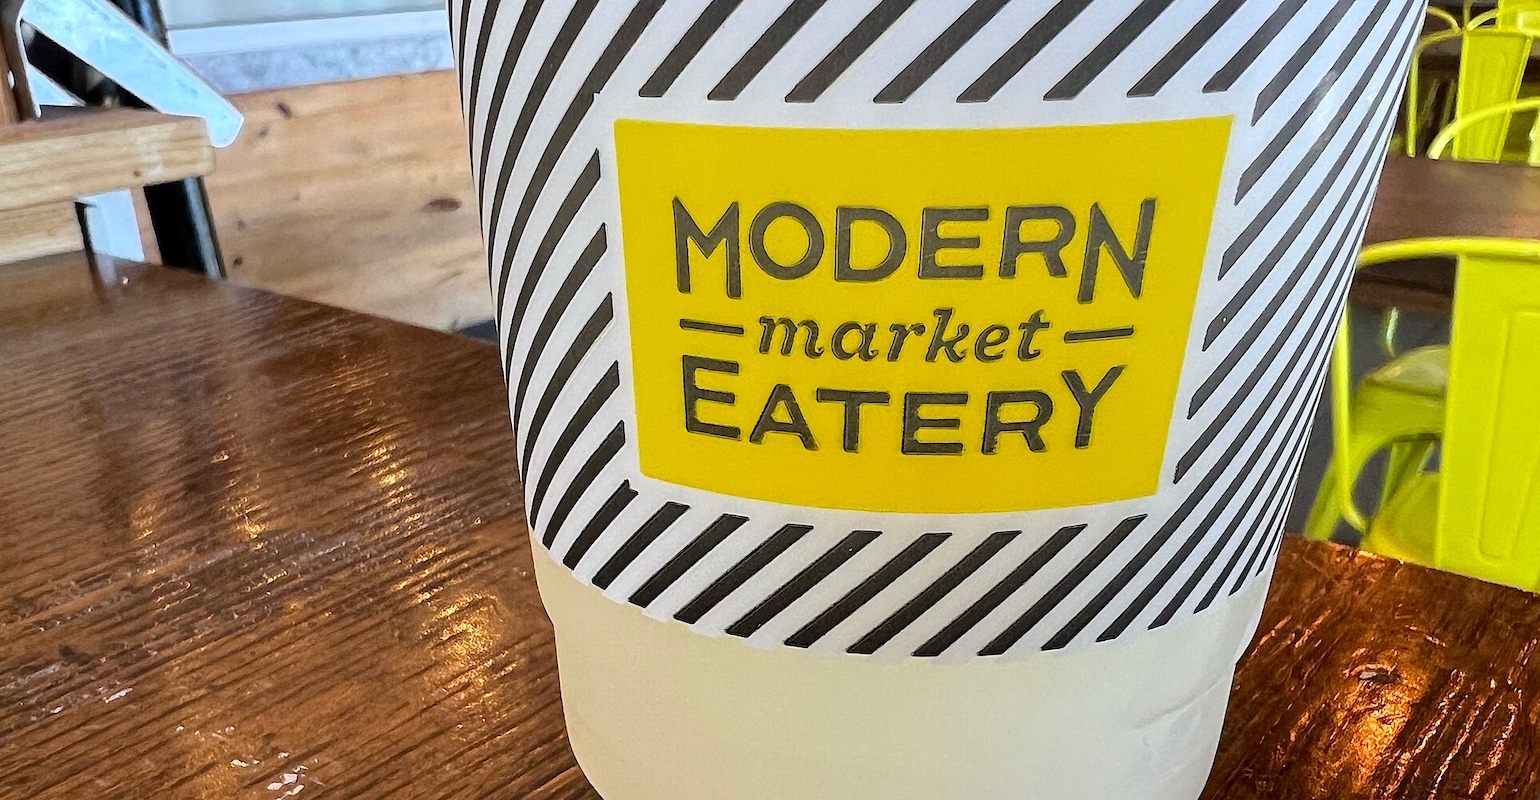 MODERN
— market —
EATERY